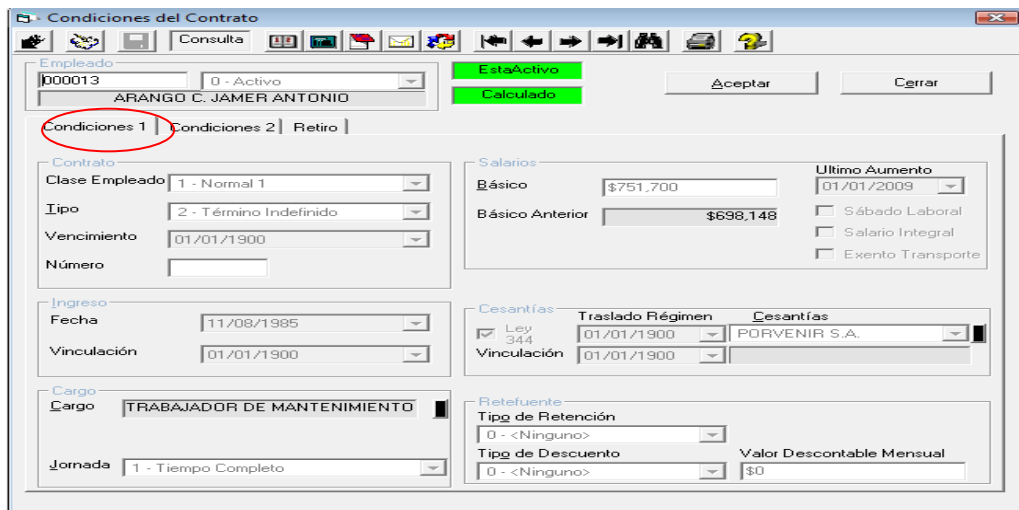 Condiciones del Contrato
Consulta
Empleado
000013
0 - Activo
ARANGO C. JAMER ANTONIO
EstaActivo
Calculado
Aceptar
Cerrar
Condiciones 1
Condiciones 2
Retiro
Contrato
Clase Empleado
1 - Normal 1
Tipo
2 - Término Indefinido
Vencimiento
01/01/1900
Número
Salarios
Básico
$751,700
Básico Anterior
$698,148
Ultimo Aumento
01/01/2009
Sábado Laboral
Salario Integral
Exento Transporte
Ingreso
Fecha
11/08/1985
Vinculación
01/01/1900
Cesantías
Ley
344
Traslado Régimen
01/01/1900
Cesantías
PORVENIR S.A.
Vinculación
01/01/1900
Cargo
Cargo
TRABAJADOR DE MANTENIMIENTO
Jornada
1 - Tiempo Completo
Retefuente
Tipo de Retención
0 - <Ninguno>
Tipo de Descuento
0 - <Ninguno>
Valor Descontable Mensual
$0